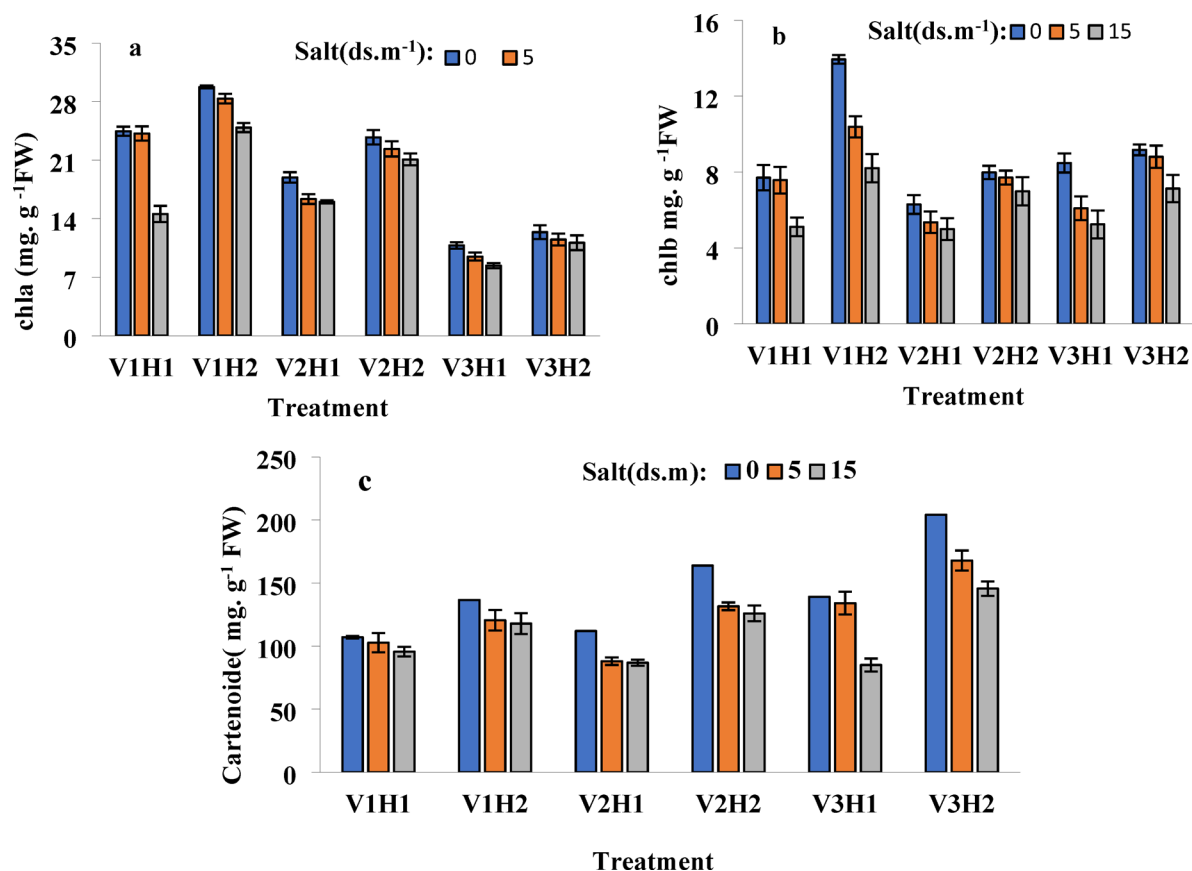 a
Salt(ds.m-1): 0 5
35
28
21
14
7
0
chla (mg. g -1FW)
V1H1 V1H2 V2H1 V2H2 V3H1 V3H2
Treatment
b
Salt(ds.m-1): 0 5 15
16
12
8
4
0
chlb mg. g -1FW
V1H1 V1H2 V2H1 V2H2 V3H1 V3H2
Treatment
c
Salt(ds.m): 0 5 15
250
200
150
100
50
0
Cartenoide( mg. g-1 FW)
V1H1 V1H2 V2H1 V2H2 V3H1 V3H2
Treatment